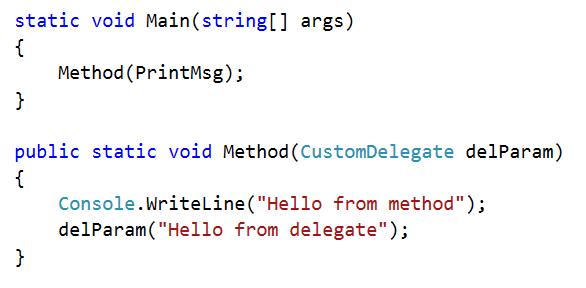 static void Main(string[] args)
{
    Method(PrintMsg);
}

public static void Method(CustomDelegate delParam)
{
    Console.WriteLine("Hello from method");
    delParam("Hello from delegate");
}